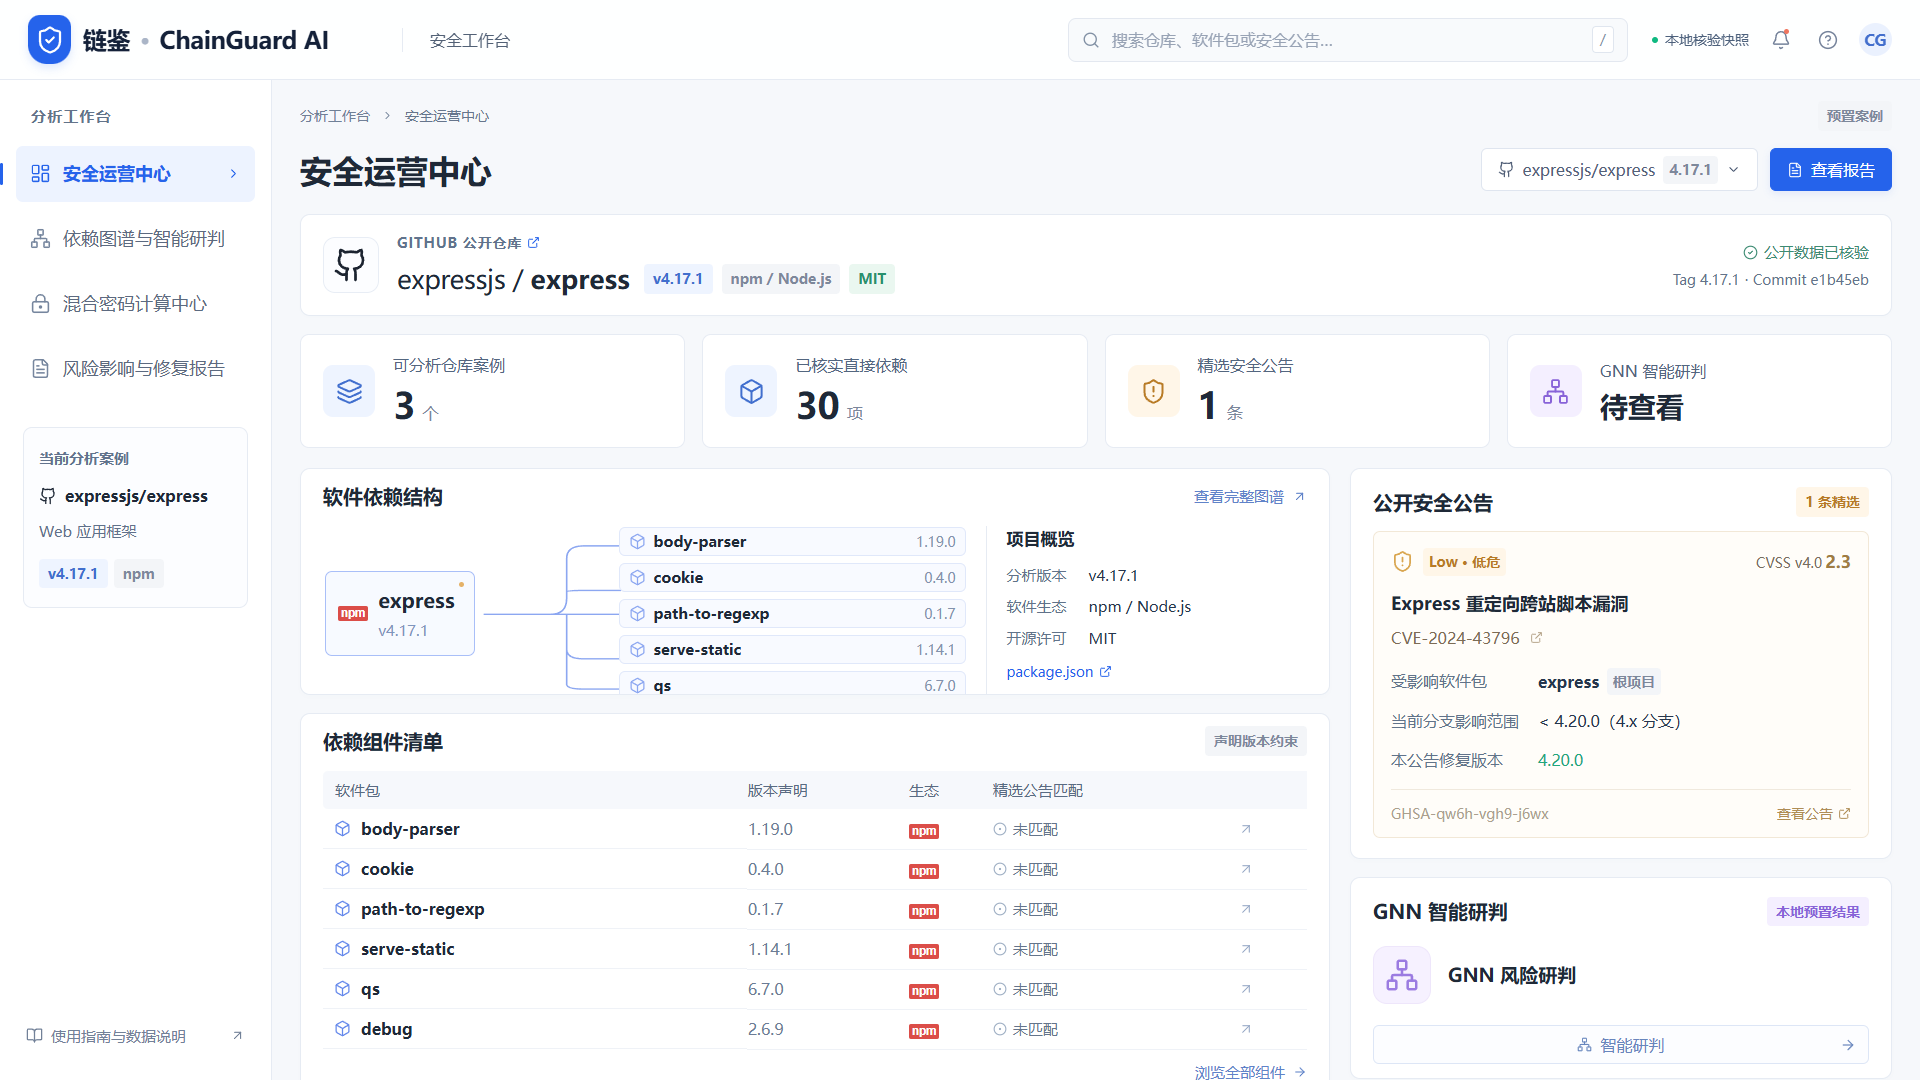 链鉴 • ChainGuard AI
安全工作台
搜索仓库、软件包或安全公告...
/
本地核验快照
CG
分析工作台
安全运营中心
依赖图谱与智能研判
混合密码计算中心
风险影响与修复报告
当前分析案例
expressjs/express
Web 应用框架
v4.17.1 npm
使用指南与数据说明
分析工作台 > 安全运营中心
预置案例
安全运营中心
expressjs/express 4.17.1
查看报告
GITHUB 公开仓库
expressjs / express v4.17.1 npm / Node.js MIT
公开数据已核验
Tag 4.17.1 · Commit e1b45eb
可分析仓库案例
3 个
已核实直接依赖
30 项
精选安全公告
1 条
GNN 智能研判
待查看
软件依赖结构
查看完整图谱
npm
express
v4.17.1
body-parser 1.19.0
cookie 0.4.0
path-to-regexp 0.1.7
serve-static 1.14.1
qs 6.7.0
项目概览
分析版本 v4.17.1
软件生态 npm / Node.js
开源许可 MIT
package.json
依赖组件清单
声明版本约束
软件包 版本声明 生态 精选公告匹配
body-parser 1.19.0 npm 未匹配
cookie 0.4.0 npm 未匹配
path-to-regexp 0.1.7 npm 未匹配
serve-static 1.14.1 npm 未匹配
qs 6.7.0 npm 未匹配
debug 2.6.9 npm 未匹配
浏览全部组件
公开安全公告
1 条精选
Low • 低危
CVSS v4.0 2.3
Express 重定向跨站脚本漏洞
CVE-2024-43796
受影响软件包 express 根项目
当前分支影响范围 < 4.20.0（4.x 分支）
本公告修复版本 4.20.0
GHSA-qw6h-vgh9-j6wx
查看公告
GNN 智能研判
本地预置结果
GNN 风险研判
智能研判